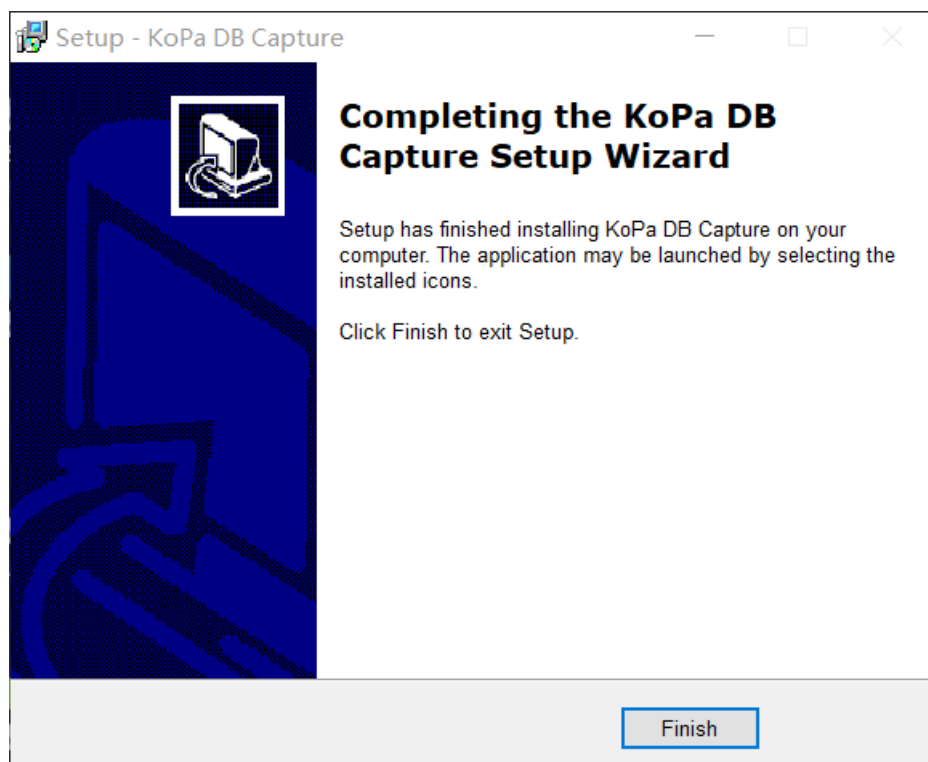 Setup - KoPa DB Capture
Completing the KoPa DB
Capture Setup Wizard
Setup has finished installing KoPa DB Capture on your
computer. The application may be launched by selecting the
installed icons.
Click Finish to exit Setup.
Finish